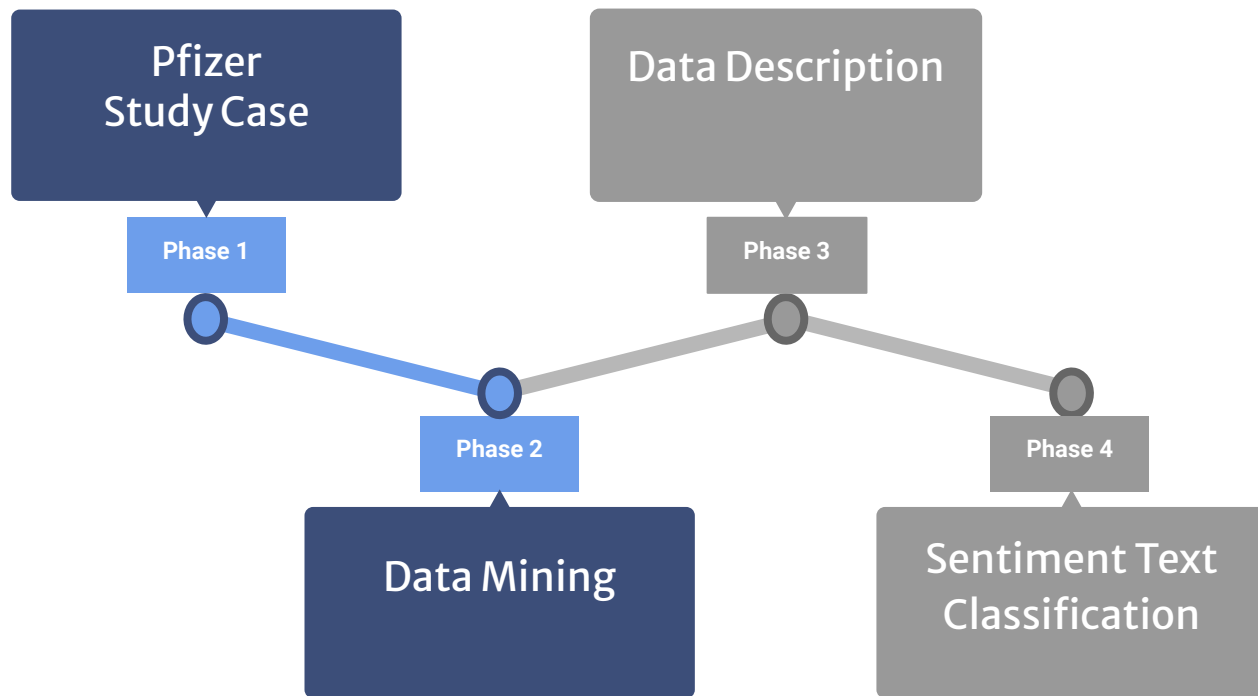 Pfizer
Study Case
Data Description
Phase 1
Phase 3
Phase 2
Phase 4
Data Mining
Sentiment Text
Classification